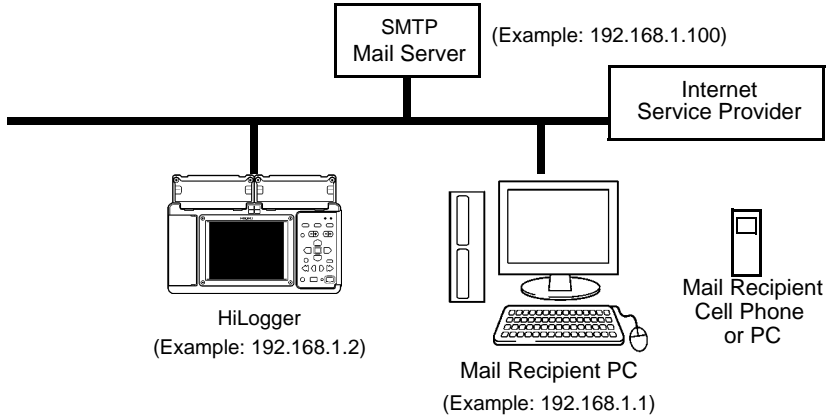 SMTP
Mail Server
(Example: 192.168.1.100)
Internet
Service Provider
HiLogger
(Example: 192.168.1.2)
Mail Recipient PC
(Example: 192.168.1.1)
Mail Recipient
Cell Phone
or PC